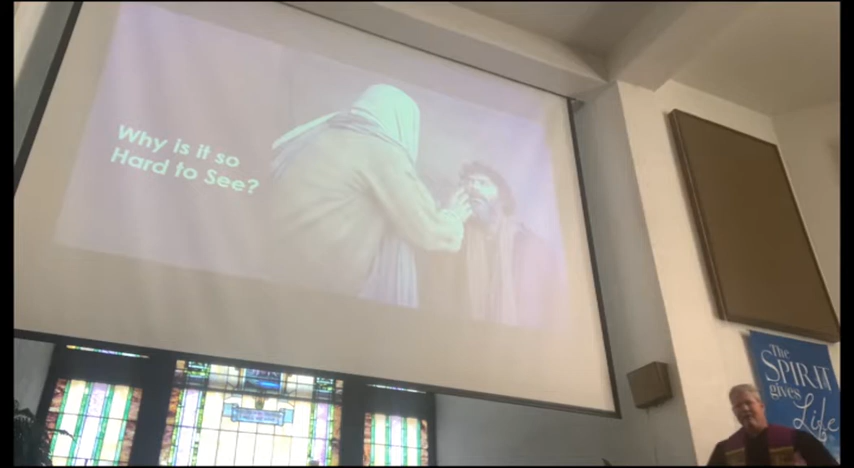 Why is it so
Hard to See?
The
SPIRIT
gives
Life